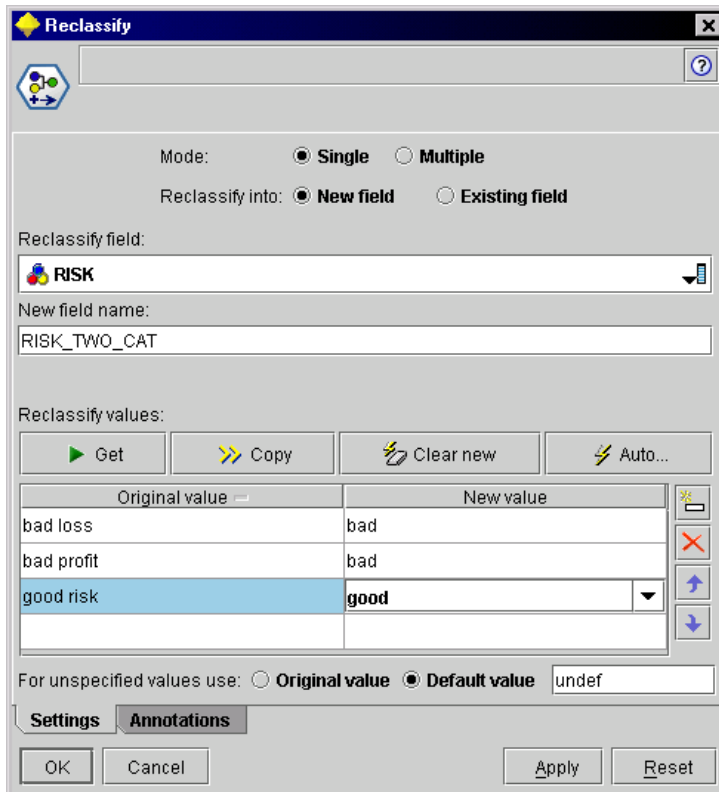 Reclassify
Mode: Single Multiple
Reclassify into: New field Existing field
Reclassify field:
RISK
New field name:
RISK_TWO_CAT
Reclassify values:
Get Copy Clear new Auto...
Original value New value
bad loss bad
bad profit bad
good risk good
For unspecified values use: Original value Default value undef
Settings Annotations
OK Cancel Apply Reset